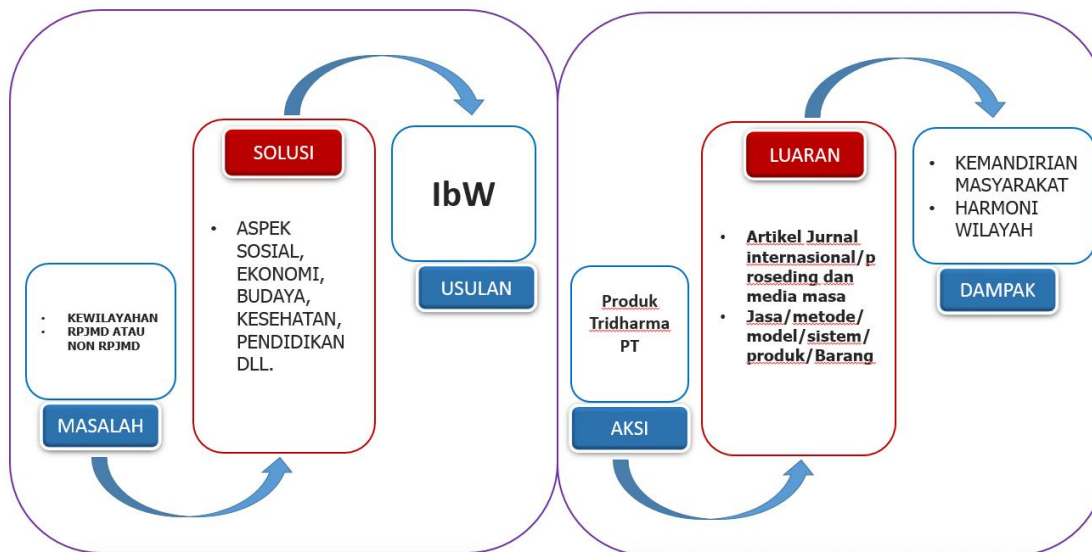 • KEWILAYAHAN
• RPJMD ATAU
NON RPJMD
MASALAH
SOLUSI
• ASPEK
SOSIAL,
EKONOMI,
BUDAYA,
KESEHATAN,
PENDIDIKAN
DLL.
IbW
USULAN
Produk
Tridharma
PT
AKSI
LUARAN
• Artikel Jurnal
internasional/p
roseding dan
media masa
• Jasa/metode/
model/sistem/
produk/Barang
• KEMANDIRIAN
MASYARAKAT
• HARMONI
WILAYAH
DAMPAK